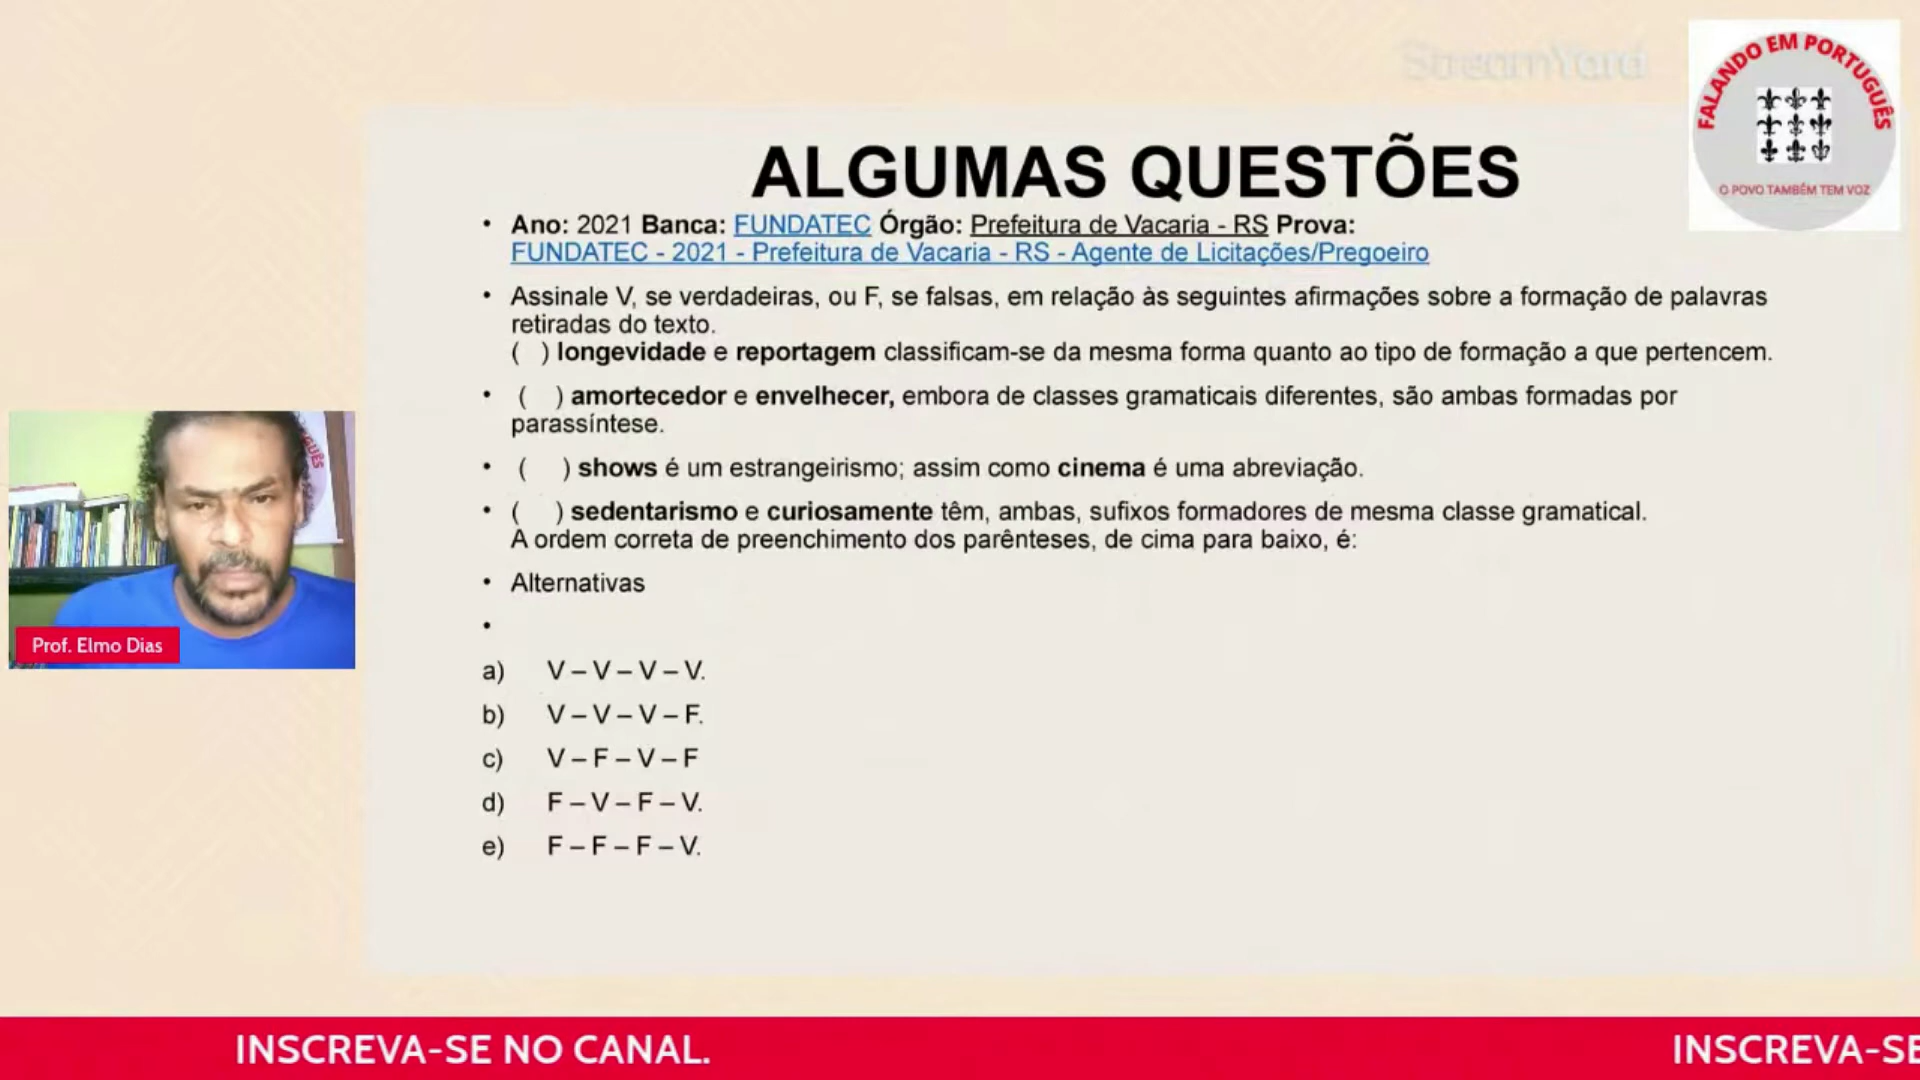 StreamYard
FALANDO EM PORTUGUÊS
O POVO TAMBÉM TEM VOZ
ALGUMAS QUESTÕES
• Ano: 2021 Banca: FUNDATEC Órgão: Prefeitura de Vacaria - RS Prova:
FUNDATEC - 2021 - Prefeitura de Vacaria - RS - Agente de Licitações/Pregoeiro
• Assinale V, se verdadeiras, ou F, se falsas, em relação às seguintes afirmações sobre a formação de palavras
retiradas do texto.
( ) longevidade e reportagem classificam-se da mesma forma quanto ao tipo de formação a que pertencem.
• ( ) amortecedor e envelhecer, embora de classes gramaticais diferentes, são ambas formadas por
parassíntese.
• ( ) shows é um estrangeirismo; assim como cinema é uma abreviação.
• ( ) sedentarismo e curiosamente têm, ambas, sufixos formadores de mesma classe gramatical.
A ordem correta de preenchimento dos parênteses, de cima para baixo, é:
• Alternativas
•
a) V – V – V – V.
b) V – V – V – F.
c) V – F – V – F
d) F – V – F – V.
e) F – F – F – V.
GUÊS
Prof. Elmo Dias
INSCREVA-SE NO CANAL.
INSCREVA-SE